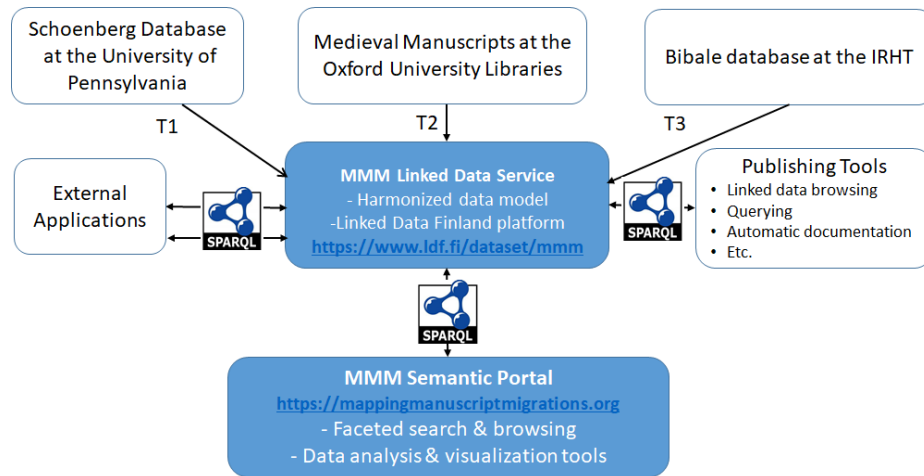 Schoenberg Database
at the University of
Pennsylvania
Medieval Manuscripts at the
Oxford University Libraries
Bibale database at the IRHT
T1
T2
T3
External
Applications
SPARQL
MMM Linked Data Service
- Harmonized data model
-Linked Data Finland platform
https://www.ldf.fi/dataset/mmm
SPARQL
Publishing Tools
• Linked data browsing
• Querying
• Automatic documentation
• Etc.
SPARQL
MMM Semantic Portal
https://mappingmanuscriptmigrations.org
- Faceted search & browsing
- Data analysis & visualization tools